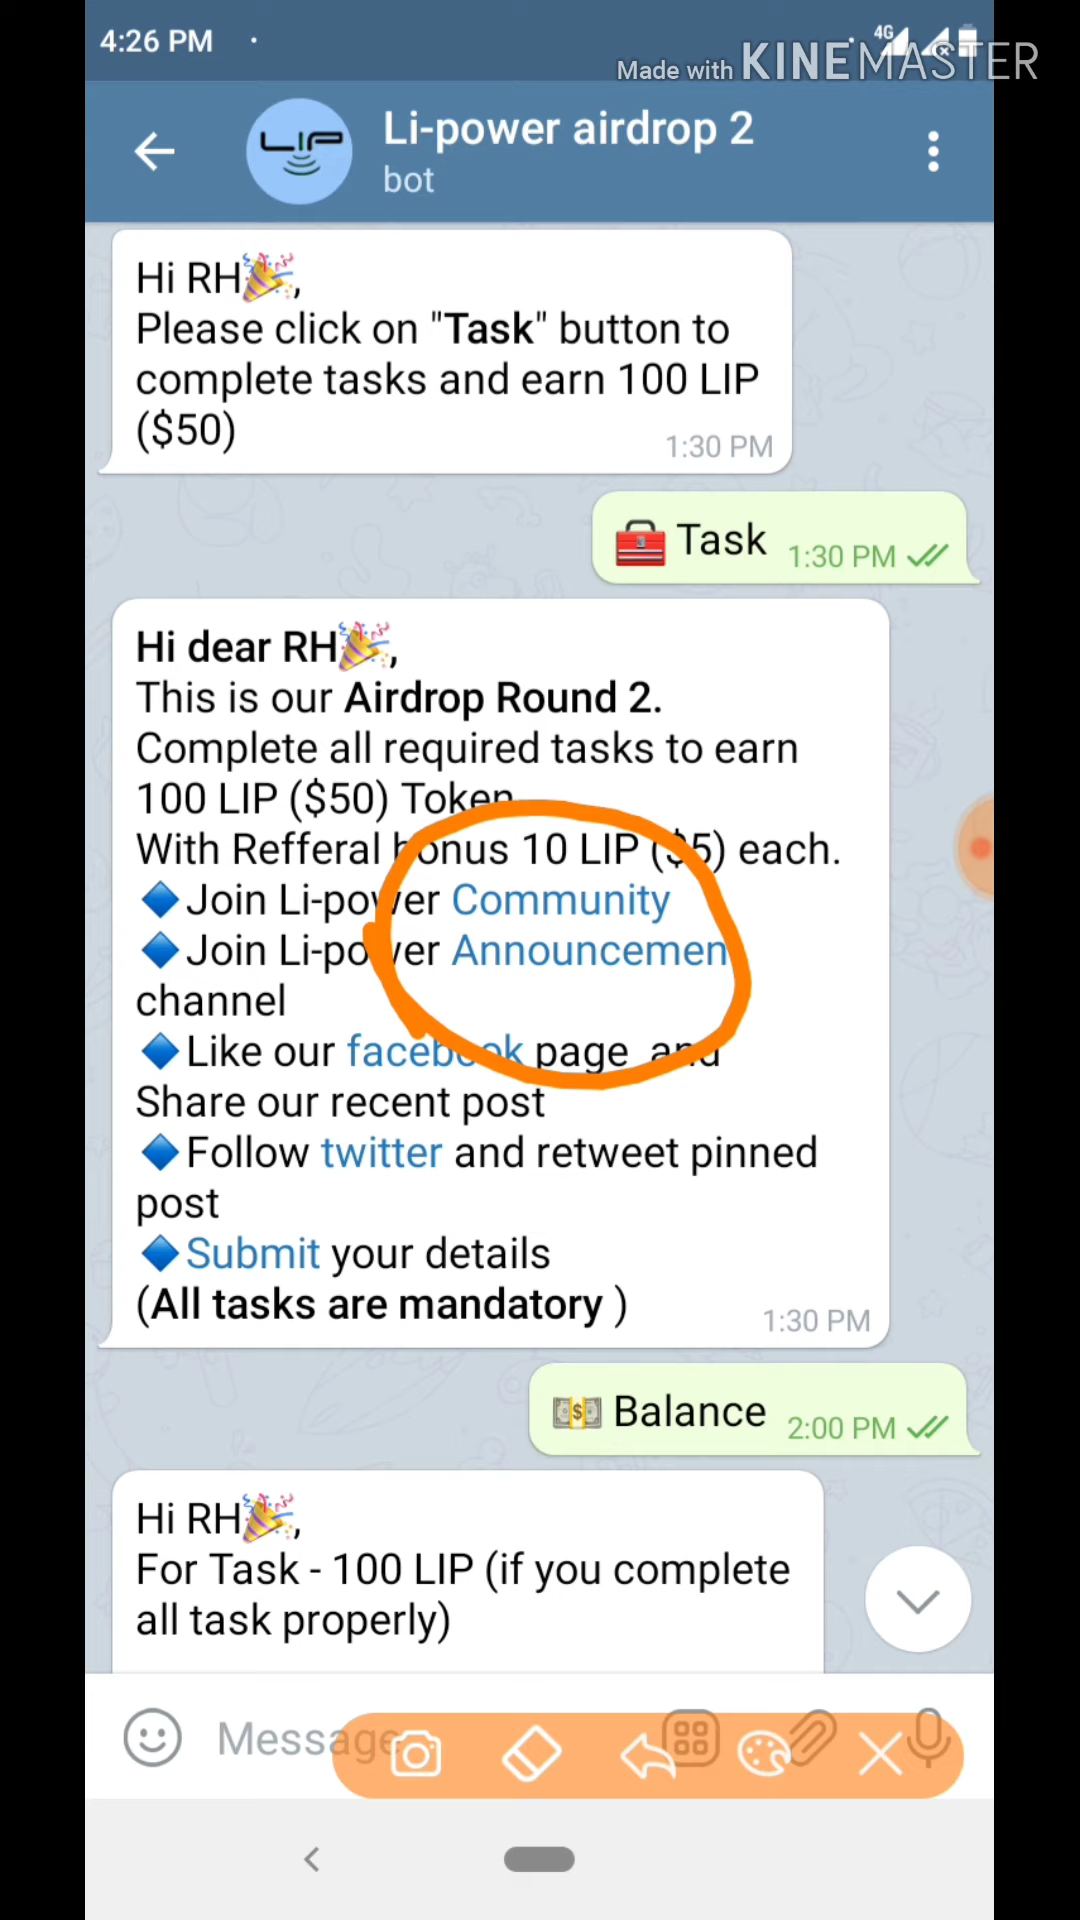 4:26 PM
4G
Made with KINEMASTER
LIP
Li-power airdrop 2
bot
Hi RH🎉,
Please click on "Task" button to
complete tasks and earn 100 LIP
($50)
1:30 PM
🧰 Task 1:30 PM
Hi dear RH🎉,
This is our Airdrop Round 2.
Complete all required tasks to earn
100 LIP ($50) Token
With Refferal bonus 10 LIP ($5) each.
🔷Join Li-power Community
🔷Join Li-power Announcemen
channel
🔷Like our facebook page and
Share our recent post
🔷Follow twitter and retweet pinned
post
🔷Submit your details
(All tasks are mandatory )
1:30 PM
💵 Balance 2:00 PM
Hi RH🎉,
For Task - 100 LIP (if you complete
all task properly)
Message